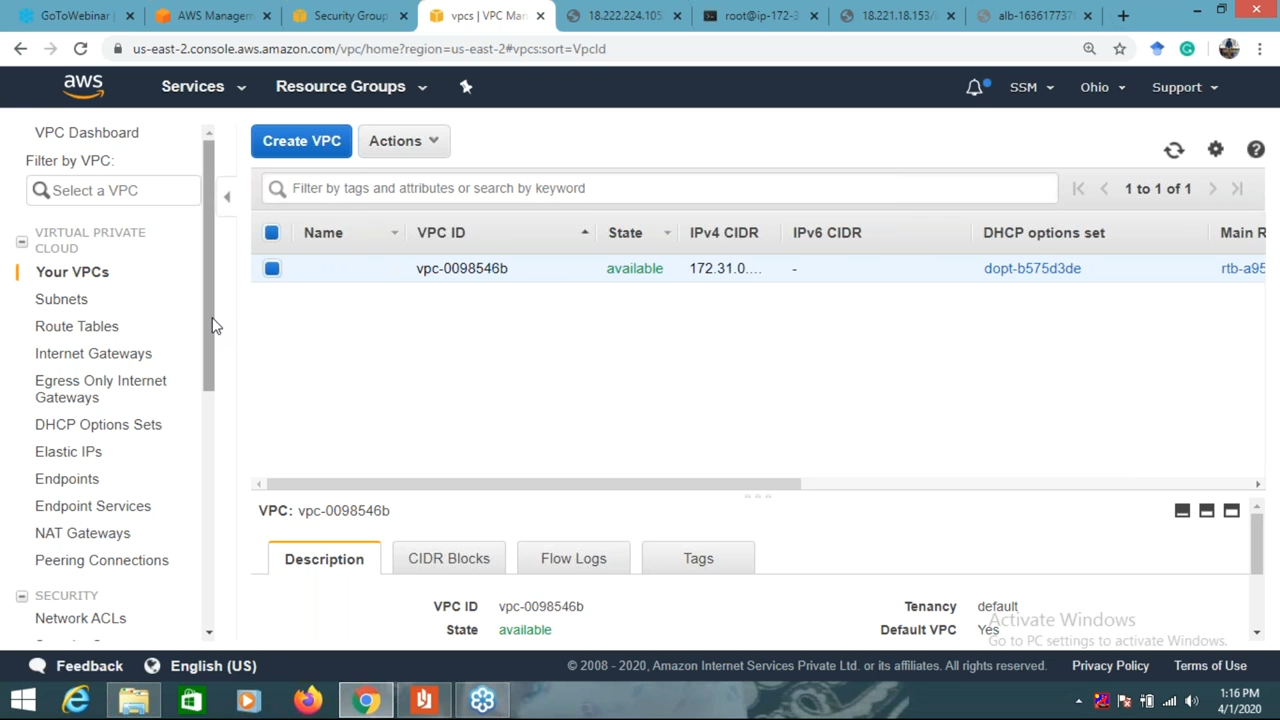 GoToWebinar
AWS Managem
Security Group
vpcs | VPC Man
18.222.224.105
root@ip-172-3
18.221.18.153/
alb-163617737
us-east-2.console.aws.amazon.com/vpc/home?region=us-east-2#vpcs:sort=VpcId
aws
Services
Resource Groups
SSM
Ohio
Support
VPC Dashboard
Filter by VPC:
Select a VPC
VIRTUAL PRIVATE
CLOUD
Your VPCs
Subnets
Route Tables
Internet Gateways
Egress Only Internet
Gateways
DHCP Options Sets
Elastic IPs
Endpoints
Endpoint Services
NAT Gateways
Peering Connections
SECURITY
Network ACLs
Create VPC
Actions
Filter by tags and attributes or search by keyword
1 to 1 of 1
Name VPC ID State IPv4 CIDR IPv6 CIDR DHCP options set Main R
vpc-0098546b available 172.31.0.... - dopt-b575d3de rtb-a95
VPC: vpc-0098546b
Description CIDR Blocks Flow Logs Tags
VPC ID vpc-0098546b Tenancy default
State available Default VPC Yes
Activate Windows
Go to PC settings to activate Windows.
Feedback
English (US)
© 2008 - 2020, Amazon Internet Services Private Ltd. or its affiliates. All rights reserved.
Privacy Policy
Terms of Use
1:16 PM
4/1/2020